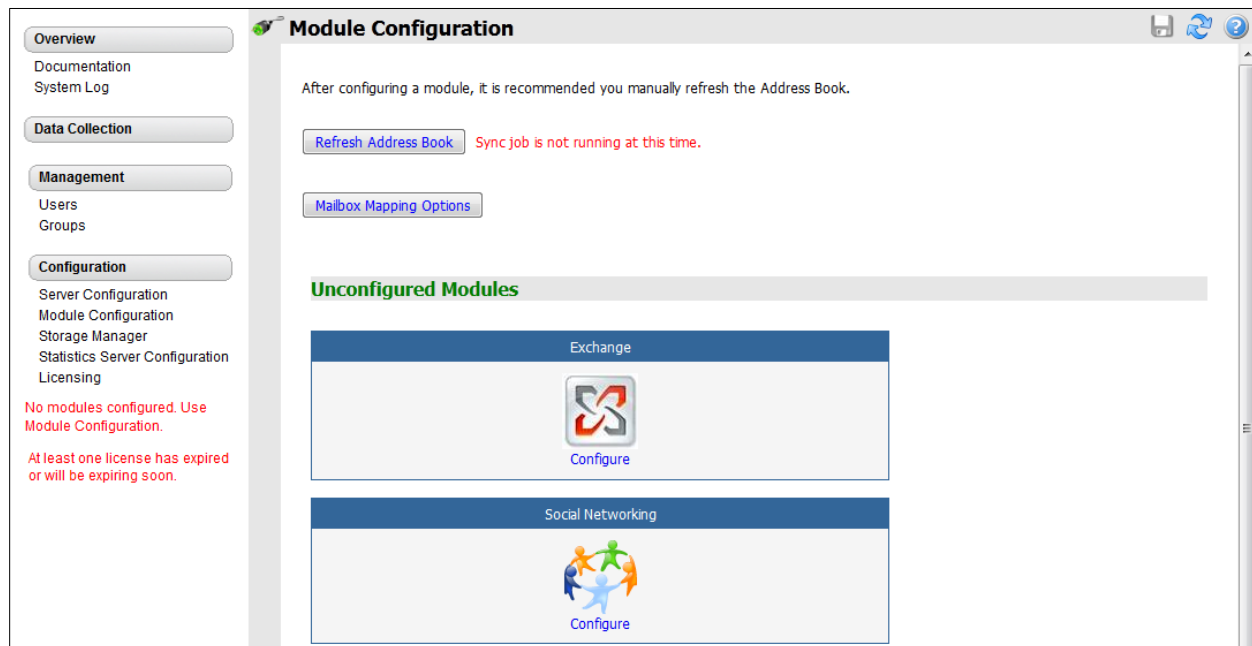 Overview
Documentation
System Log
Data Collection
Management
Users
Groups
Configuration
Server Configuration
Module Configuration
Storage Manager
Statistics Server Configuration
Licensing
No modules configured. Use
Module Configuration.
At least one license has expired
or will be expiring soon.
Module Configuration
After configuring a module, it is recommended you manually refresh the Address Book.
Refresh Address Book Sync job is not running at this time.
Mailbox Mapping Options
Unconfigured Modules
Exchange
Configure
Social Networking
Configure